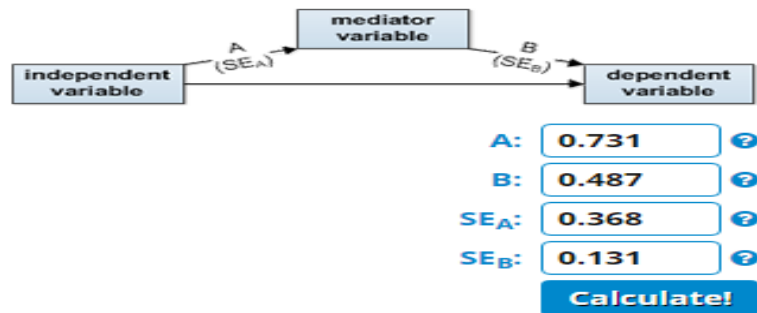 mediator
variable
A
(SEA)
B
(SEB)
independent
variable
dependent
variable
A: 0.731 ?
B: 0.487 ?
SEA: 0.368 ?
SEB: 0.131 ?
Calculate!